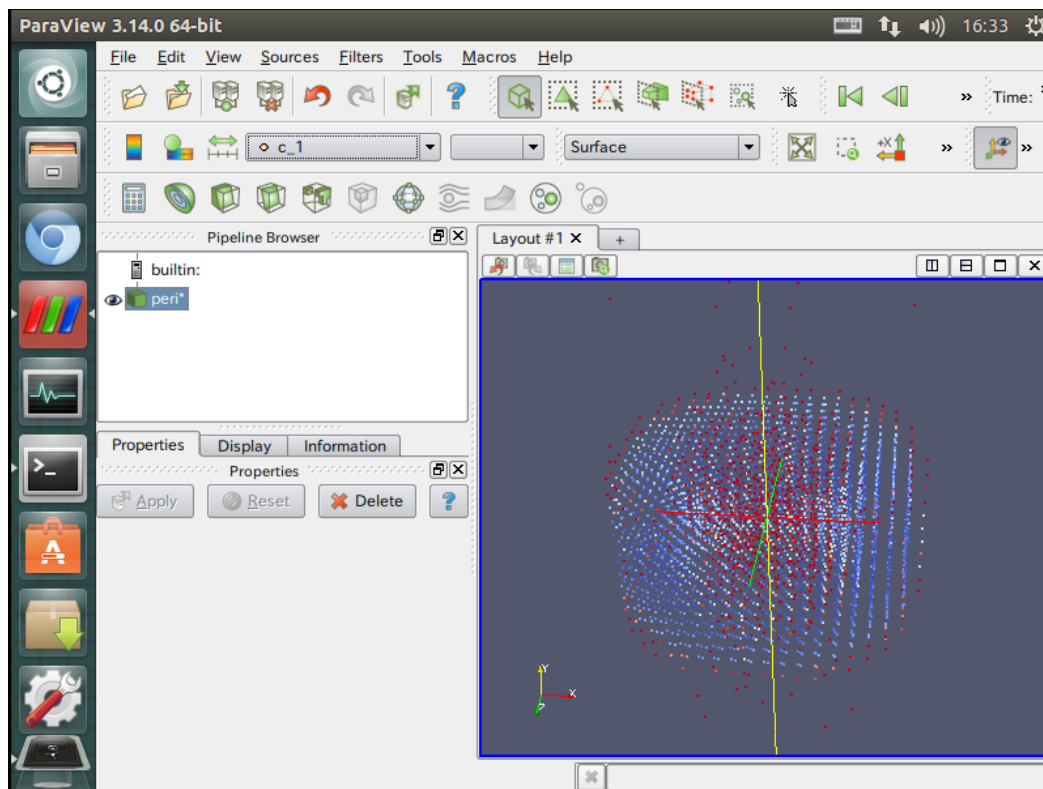 ParaView 3.14.0 64-bit 16:33
File Edit View Sources Filters Tools Macros Help
» Time:
c_1 Surface » »
Pipeline Browser
Layout #1 × +
builtin:
peri*
Properties Display Information
Properties
Apply Reset Delete ?
Y
X
Z